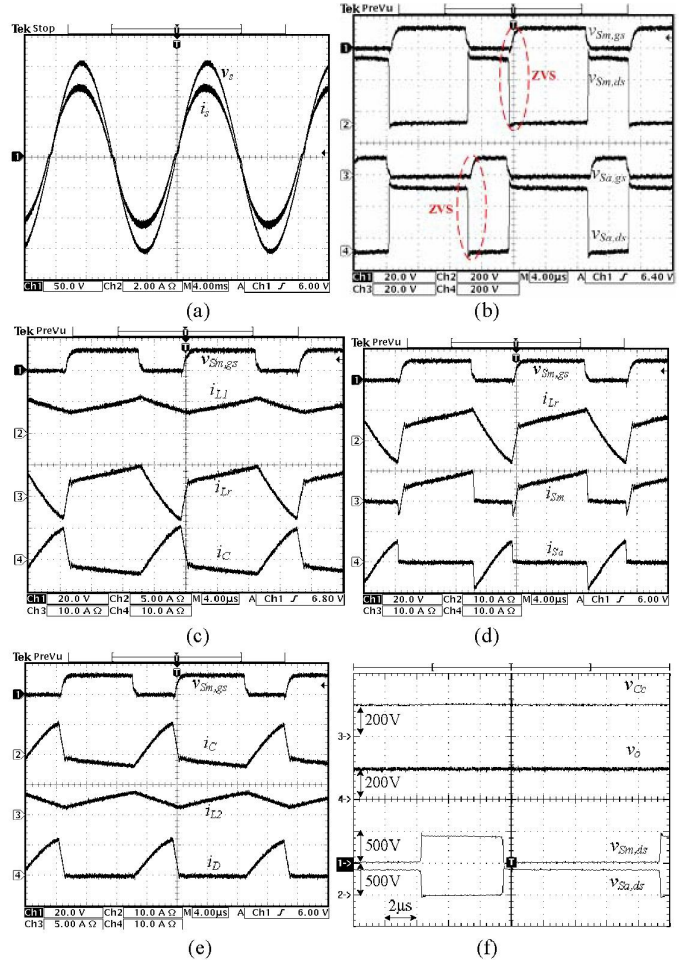 Tek Stop
T
v_s
i_s
1
Ch1 50.0 V Ch2 2.00 A Ω M 4.00ms A Ch1 ∫ 6.00 V
(a)
Tek PreVu
T
v_Sm,gs
1
ZVS
v_Sm,ds
2
3
v_Sa,gs
ZVS
v_Sa,ds
4
Ch1 20.0 V Ch2 200 V M 4.00µs A Ch1 ∫ 6.40 V
Ch3 20.0 V Ch4 200 V
(b)
Tek PreVu
T
v_Sm,gs
1
i_L1
2
3
i_Lr
i_C
4
Ch1 20.0 V Ch2 5.00 A Ω M 4.00µs A Ch1 ∫ 6.80 V
Ch3 10.0 A Ω Ch4 10.0 A Ω
(c)
Tek PreVu
T
v_Sm,gs
1
i_Lr
2
i_Sm
3
i_Sa
4
Ch1 20.0 V Ch2 10.0 A Ω M 4.00µs A Ch1 ∫ 6.00 V
Ch3 10.0 A Ω Ch4 10.0 A Ω
(d)
Tek PreVu
T
v_Sm,gs
1
i_C
2
i_L2
3
i_D
4
Ch1 20.0 V Ch2 10.0 A Ω M 4.00µs A Ch1 ∫ 6.00 V
Ch3 5.00 A Ω Ch4 10.0 A Ω
(e)
v_Cc
200V
3
v_o
200V
4
500V
v_Sm,ds
1
T
500V
v_Sa,ds
2
2µs
(f)